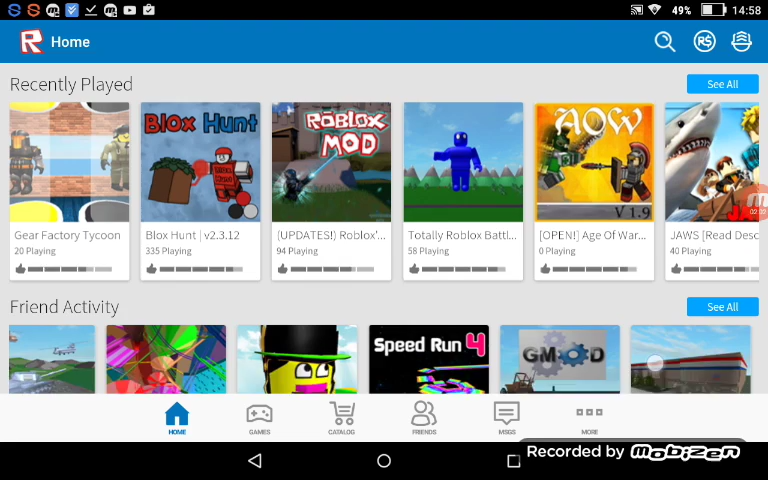 49% 14:58
R Home R$
Recently Played See All
Blox Hunt
ROBLOX
MOD
AOW
V 1.9
02:02
Gear Factory Tycoon
20 Playing
Blox Hunt | v2.3.12
335 Playing
(UPDATES!) Roblox'...
94 Playing
Totally Roblox Battl...
58 Playing
[OPEN!] Age Of War...
0 Playing
JAWS [Read Desc
40 Playing
Friend Activity See All
Speed Run 4
GMOD
HOME GAMES CATALOG FRIENDS MSGS MORE
Recorded by Mobizen